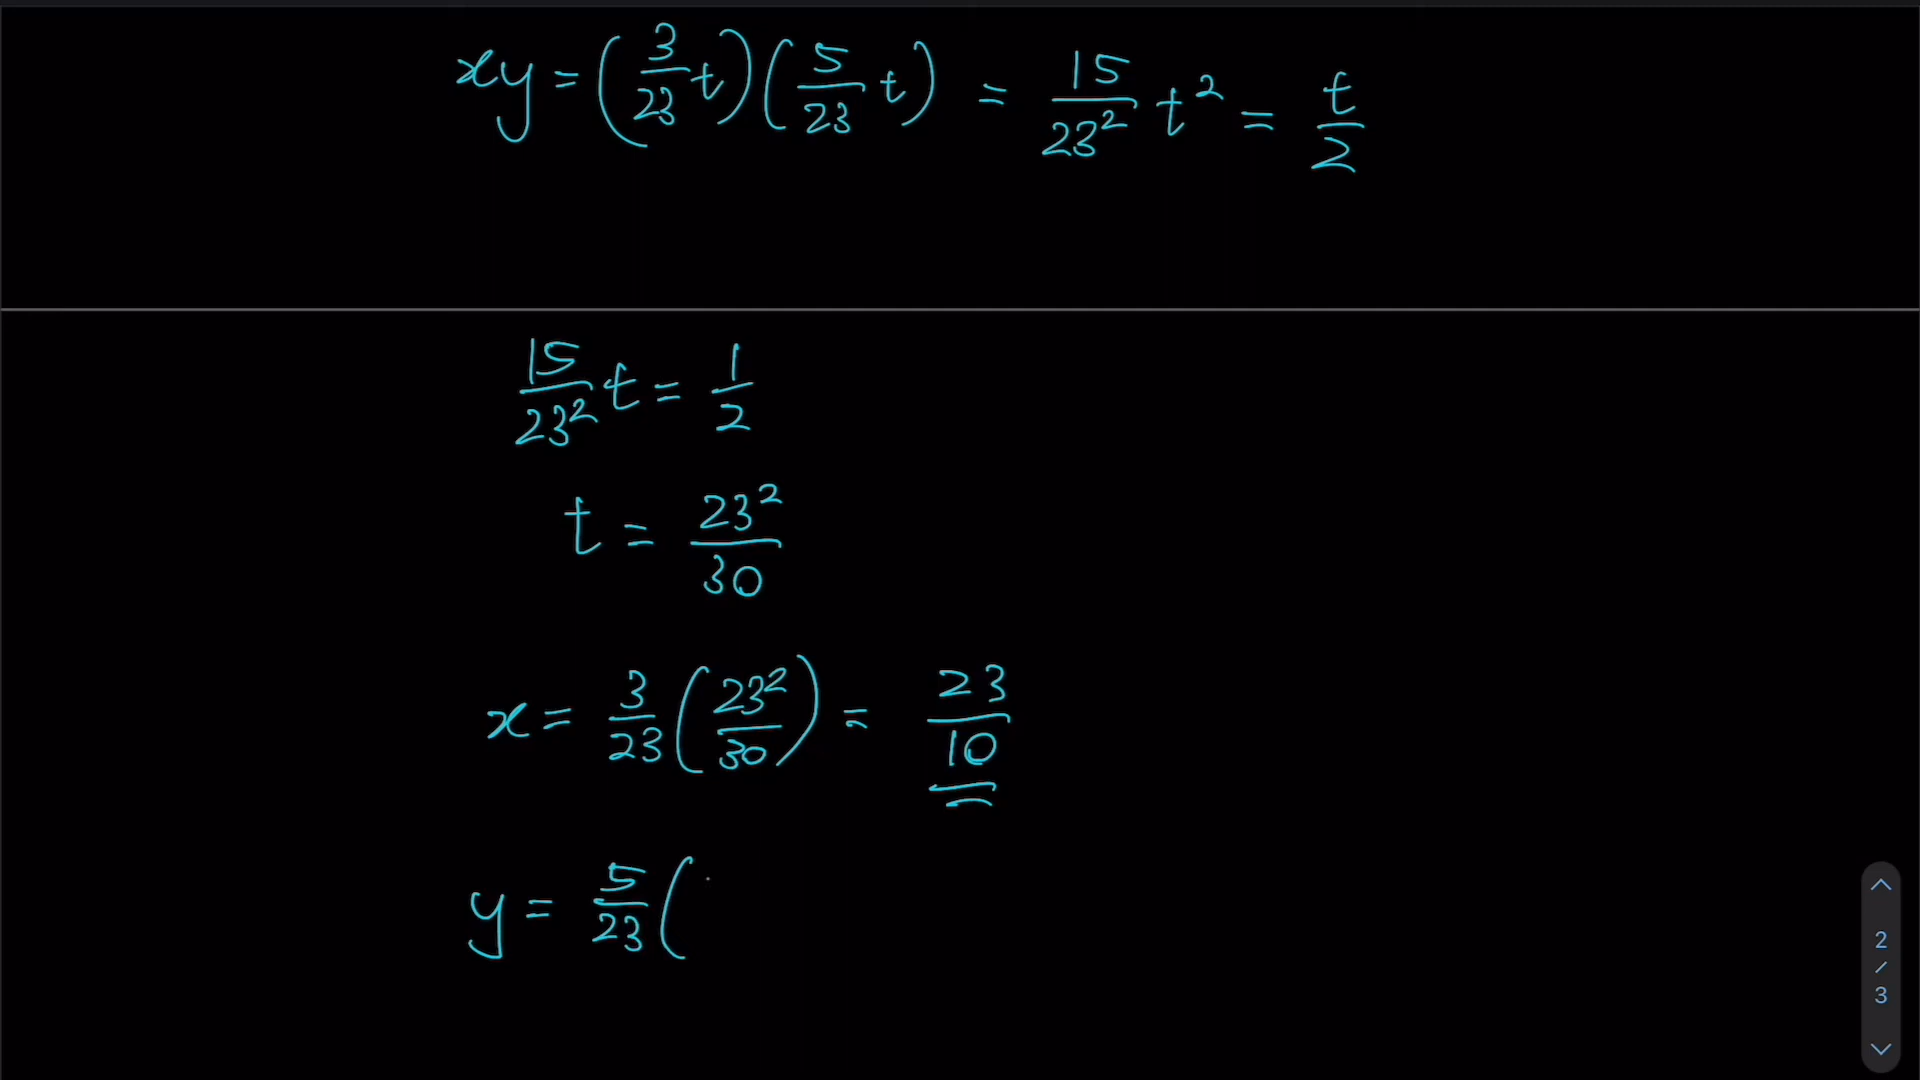 xy = (3/23 t)(5/23 t) = 15/23² t² = t/2
15/23² t = 1/2
t = 23²/30
x = 3/23 (23²/30) = 23/10
y = 5/23 (
2
/
3